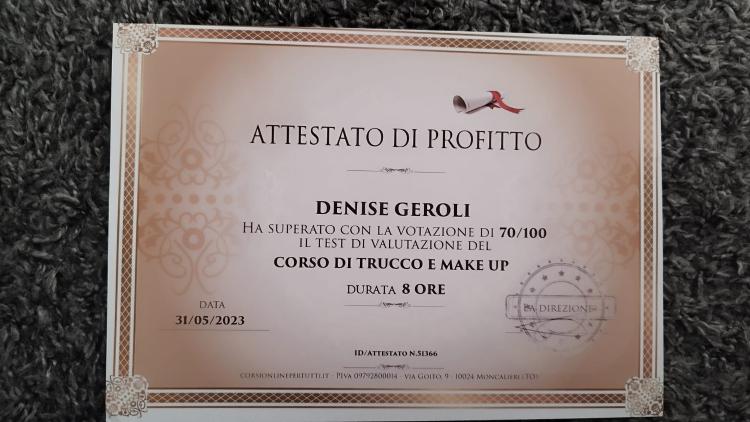 ATTESTATO DI PROFITTO
DENISE GEROLI
HA SUPERATO CON LA VOTAZIONE DI 70/100
IL TEST DI VALUTAZIONE DEL
CORSO DI TRUCCO E MAKE UP
DURATA 8 ORE
DATA
31/05/2023
LA DIREZIONE
ID/ATTESTATO N.51366
CORSIONLINEPERTUTTI.IT - PIVA 09792800014 - VIA GOITO, 9 - 10024 MONCALIERI (TO)